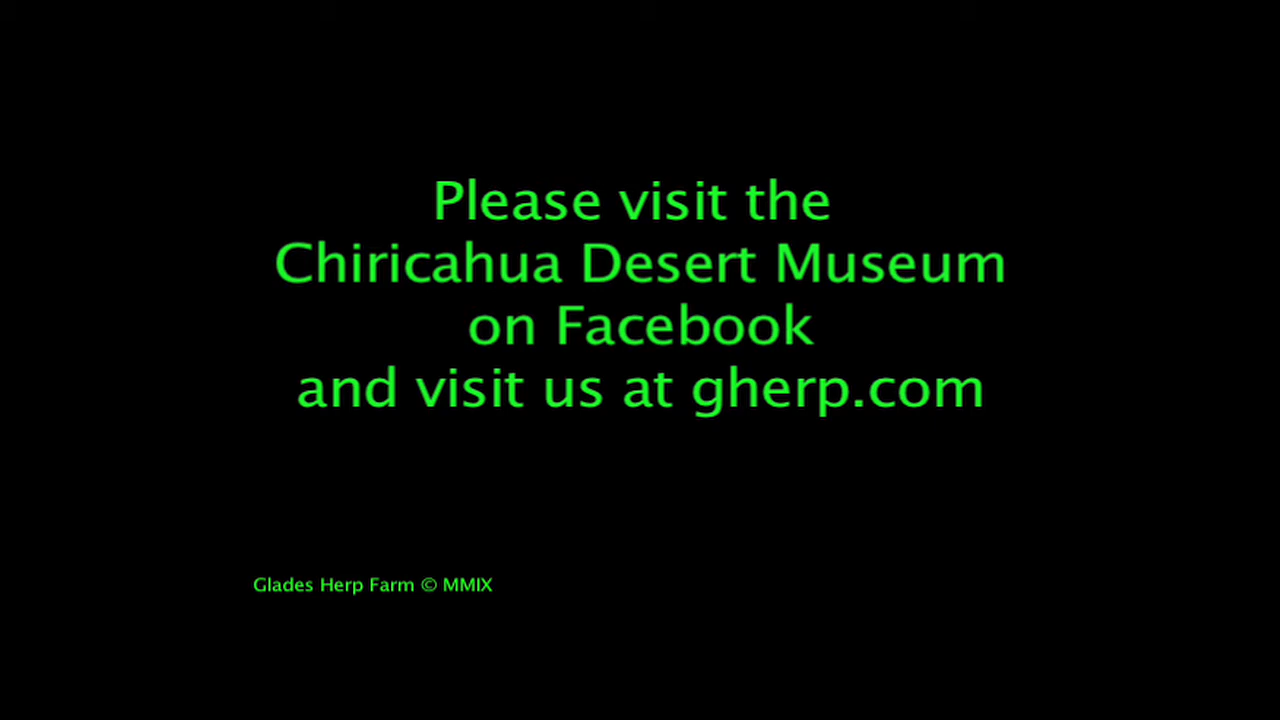 Please visit the
Chiricahua Desert Museum
on Facebook
and visit us at gherp.com
Glades Herp Farm © MMIX